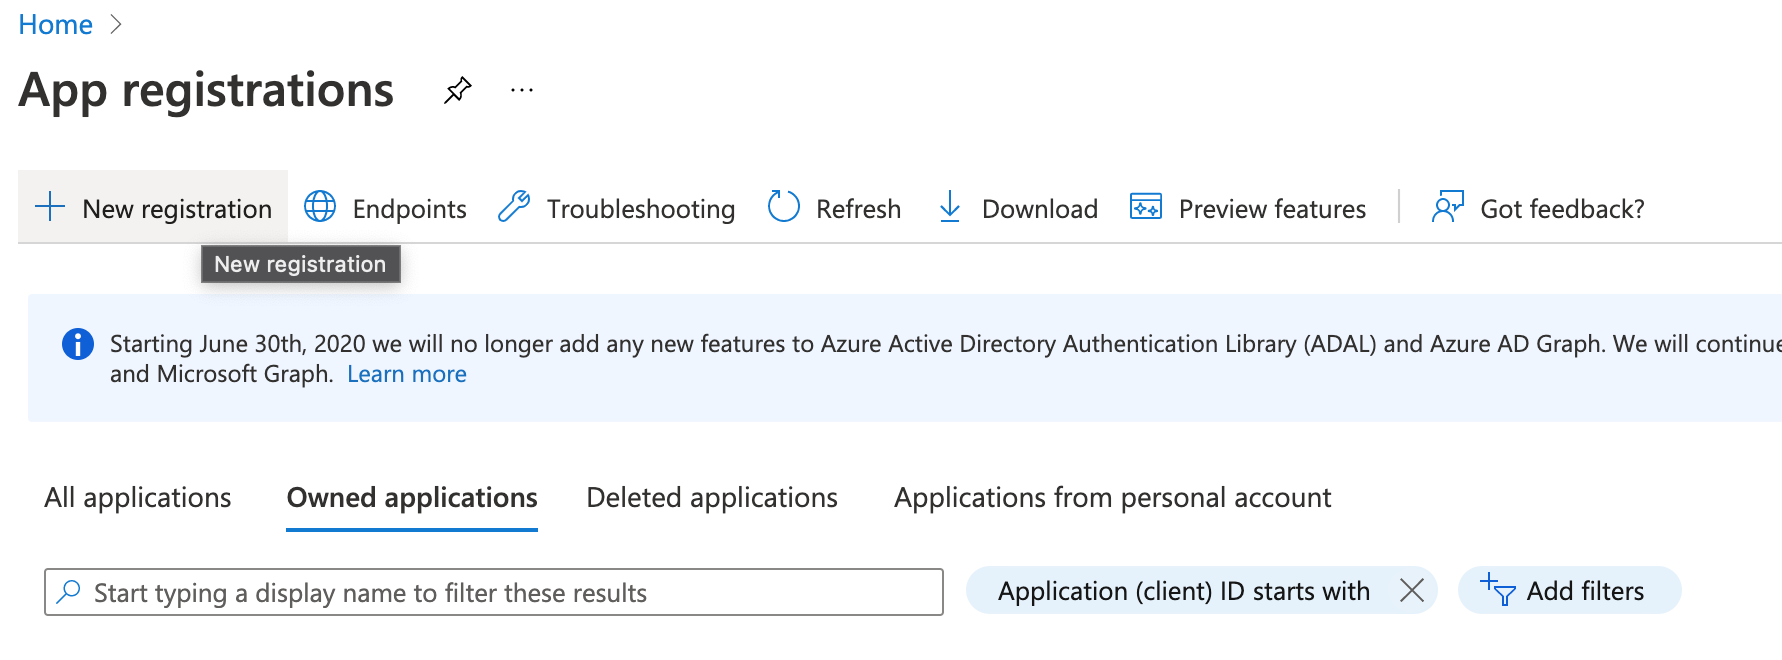 Home
App registrations
New registration Endpoints Troubleshooting Refresh Download Preview features Got feedback?
New registration
Starting June 30th, 2020 we will no longer add any new features to Azure Active Directory Authentication Library (ADAL) and Azure AD Graph. We will continue
and Microsoft Graph. Learn more
All applications Owned applications Deleted applications Applications from personal account
Start typing a display name to filter these results Application (client) ID starts with Add filters